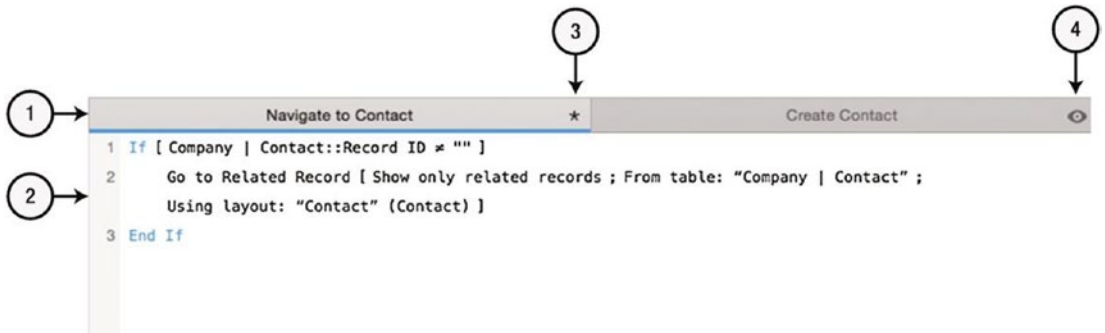 3 4
1 Navigate to Contact * Create Contact
1 If [ Company | Contact::Record ID ≠ "" ]
2 2 Go to Related Record [ Show only related records ; From table: “Company | Contact” ;
Using layout: “Contact” (Contact) ]
3 End If